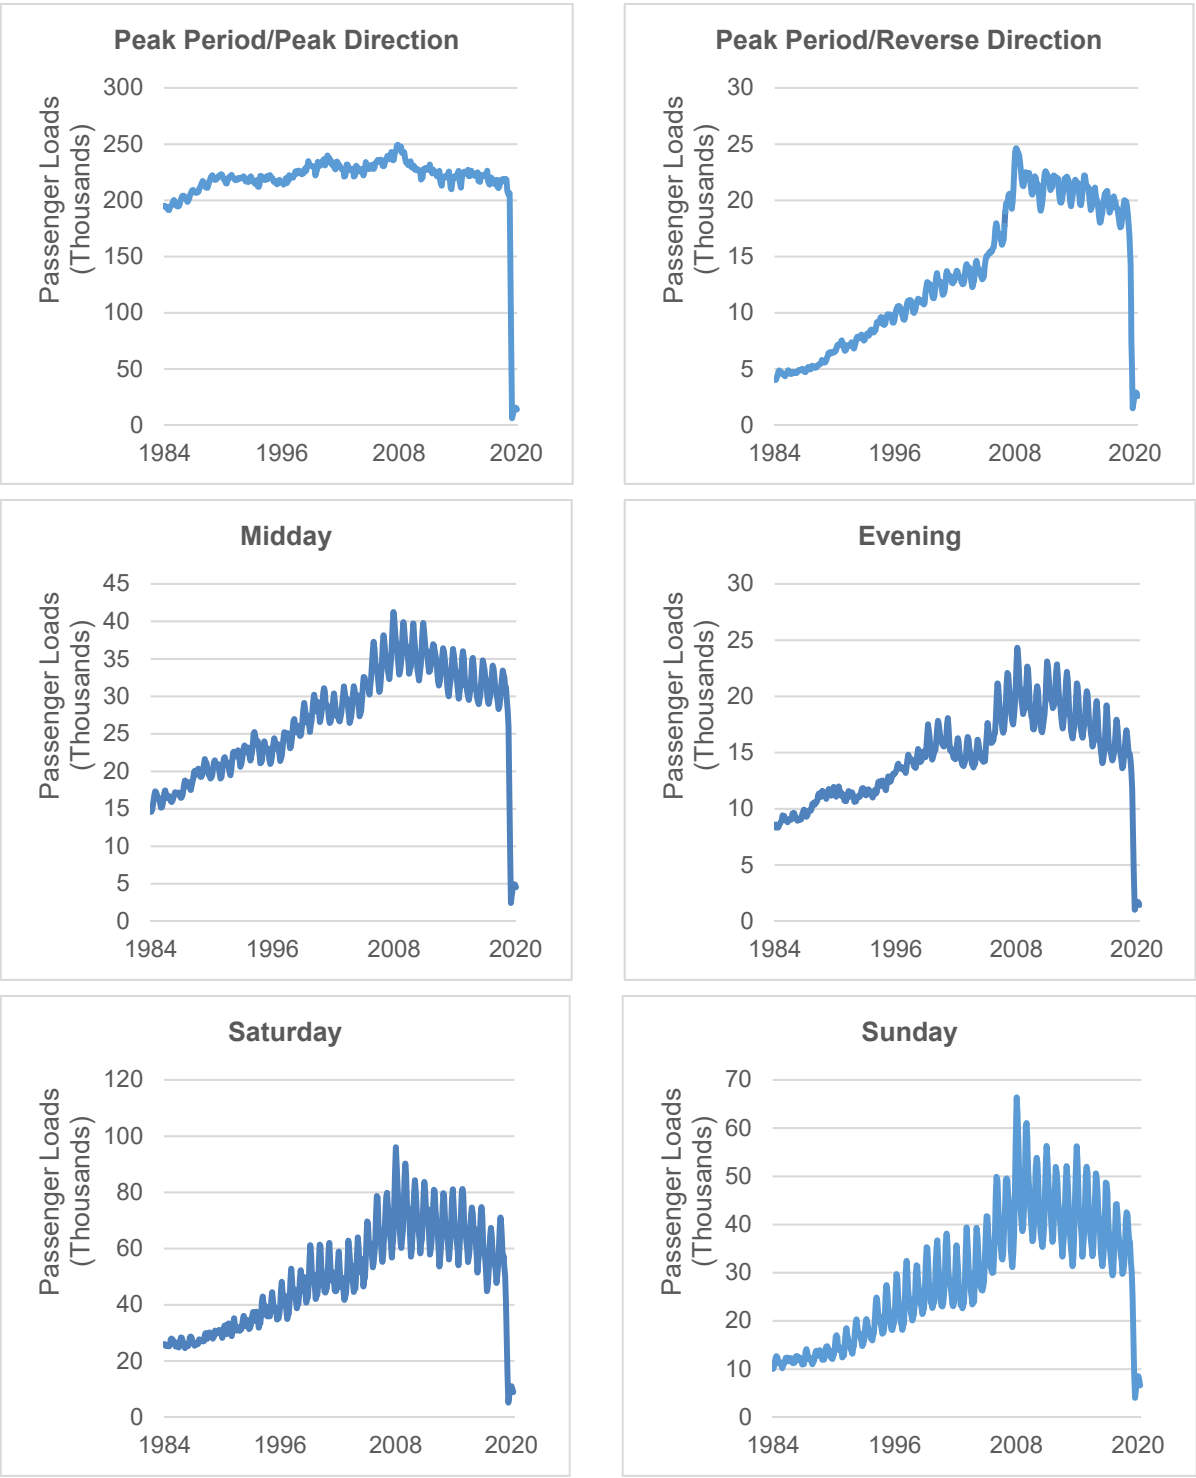 Peak Period/Peak Direction
Passenger Loads
(Thousands)
300
250
200
150
100
50
0
1984 1996 2008 2020
Peak Period/Reverse Direction
Passenger Loads
(Thousands)
30
25
20
15
10
5
0
1984 1996 2008 2020
Midday
Passenger Loads
(Thousands)
45
40
35
30
25
20
15
10
5
0
1984 1996 2008 2020
Evening
Passenger Loads
(Thousands)
30
25
20
15
10
5
0
1984 1996 2008 2020
Saturday
Passenger Loads
(Thousands)
120
100
80
60
40
20
0
1984 1996 2008 2020
Sunday
Passenger Loads
(Thousands)
70
60
50
40
30
20
10
0
1984 1996 2008 2020